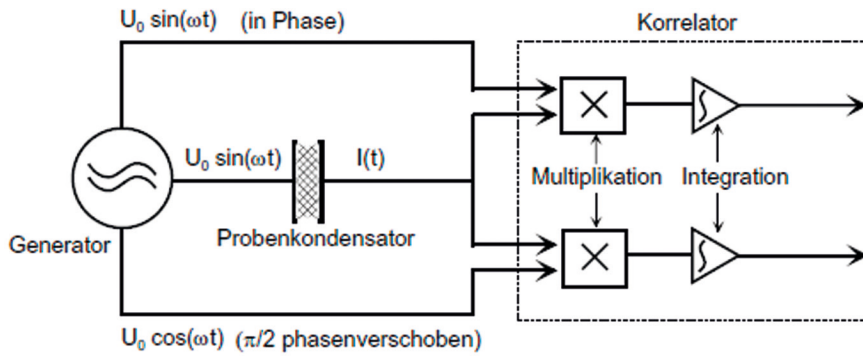 U₀ sin(ωt) (in Phase)
Korrelator
U₀ sin(ωt)
I(t)
Multiplikation
Integration
Generator
Probenkondensator
U₀ cos(ωt) (π/2 phasenverschoben)